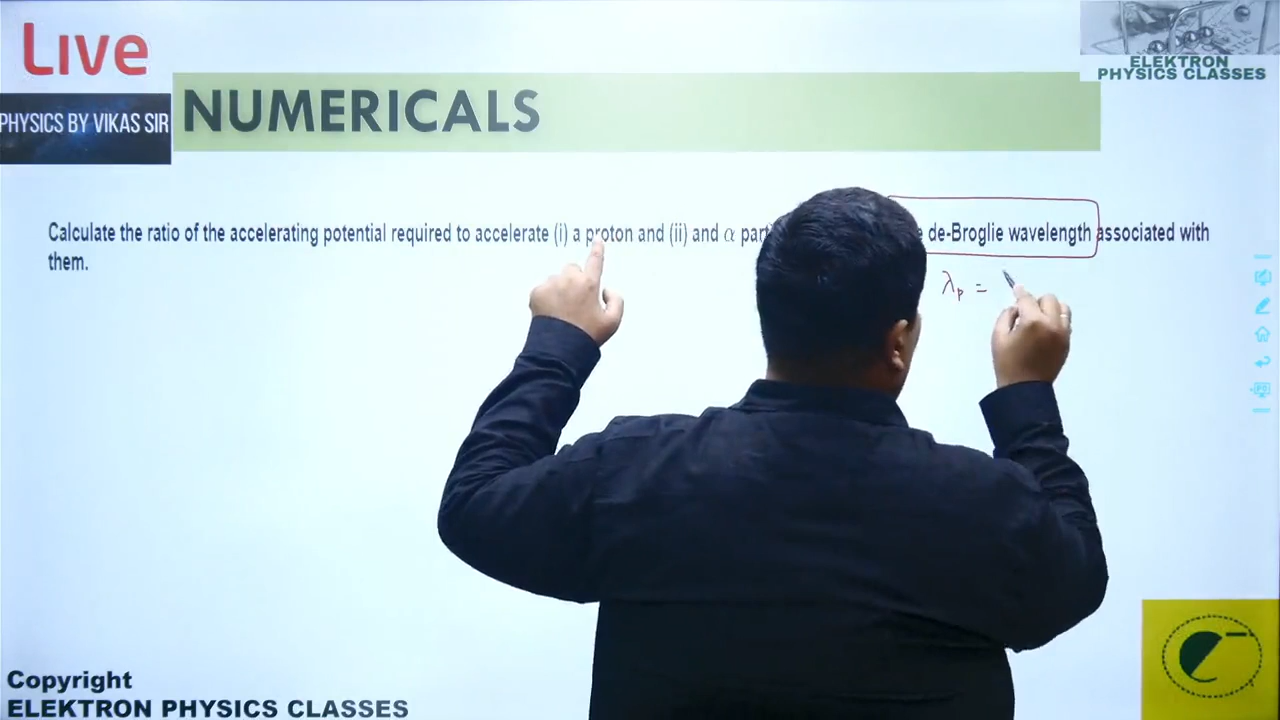 Live
ELEKTRON
PHYSICS CLASSES
PHYSICS BY VIKAS SIR
NUMERICALS
Calculate the ratio of the accelerating potential required to accelerate (i) a proton and (ii) and α de-Broglie wavelength associated with
them.
λp =
Copyright
ELEKTRON PHYSICS CLASSES